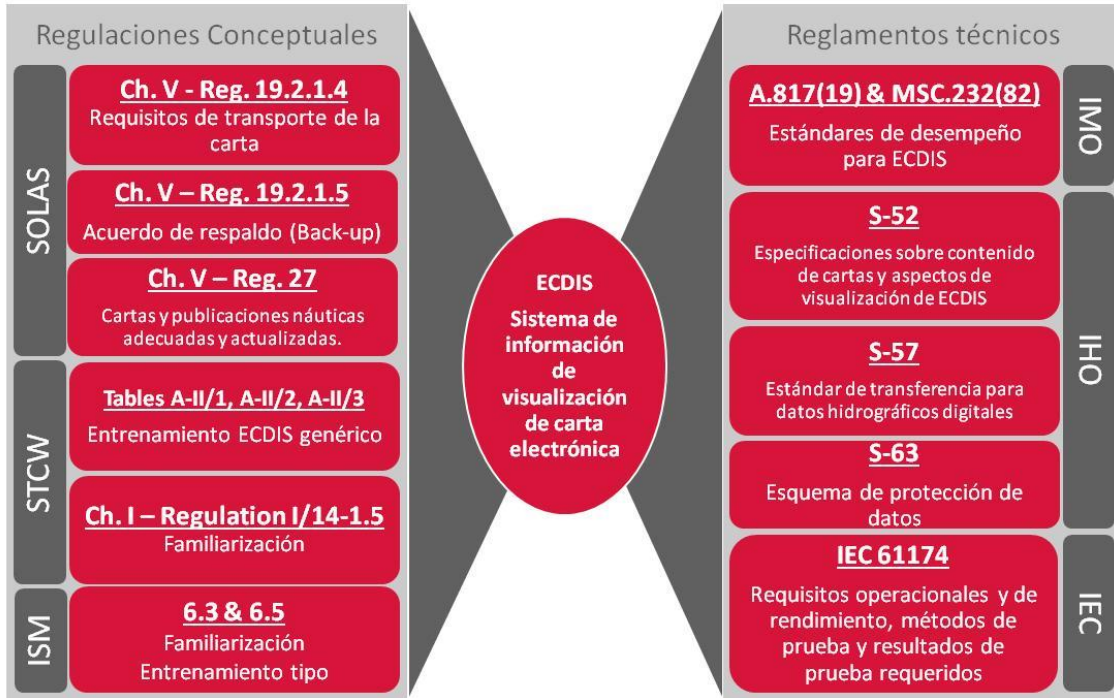 Regulaciones Conceptuales
SOLAS
Ch. V - Reg. 19.2.1.4
Requisitos de transporte de la
carta
Ch. V – Reg. 19.2.1.5
Acuerdo de respaldo (Back-up)
Ch. V – Reg. 27
Cartas y publicaciones náuticas
adecuadas y actualizadas.
STCW
Tables A-II/1, A-II/2, A-II/3
Entrenamiento ECDIS genérico
Ch. I – Regulation I/14-1.5
Familiarización
ISM
6.3 & 6.5
Familiarización
Entrenamiento tipo
ECDIS
Sistema de
información
de
visualización
de carta
electrónica
Reglamentos técnicos
A.817(19) & MSC.232(82)
Estándares de desempeño
para ECDIS
IMO
S-52
Especificaciones sobre contenido
de cartas y aspectos de
visualización de ECDIS
S-57
Estándar de transferencia para
datos hidrográficos digitales
S-63
Esquema de protección de
datos
IHO
IEC 61174
Requisitos operacionales y de
rendimiento, métodos de
prueba y resultados de
prueba requeridos
IEC